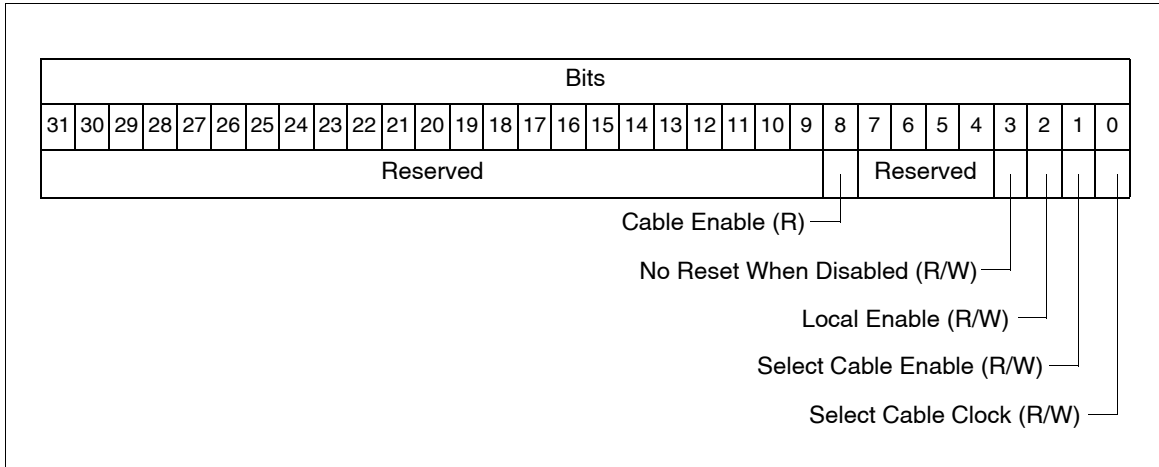 Bits
31 30 29 28 27 26 25 24 23 22 21 20 19 18 17 16 15 14 13 12 11 10 9 8 7 6 5 4 3 2 1 0
Reserved Reserved
Cable Enable (R)
No Reset When Disabled (R/W)
Local Enable (R/W)
Select Cable Enable (R/W)
Select Cable Clock (R/W)